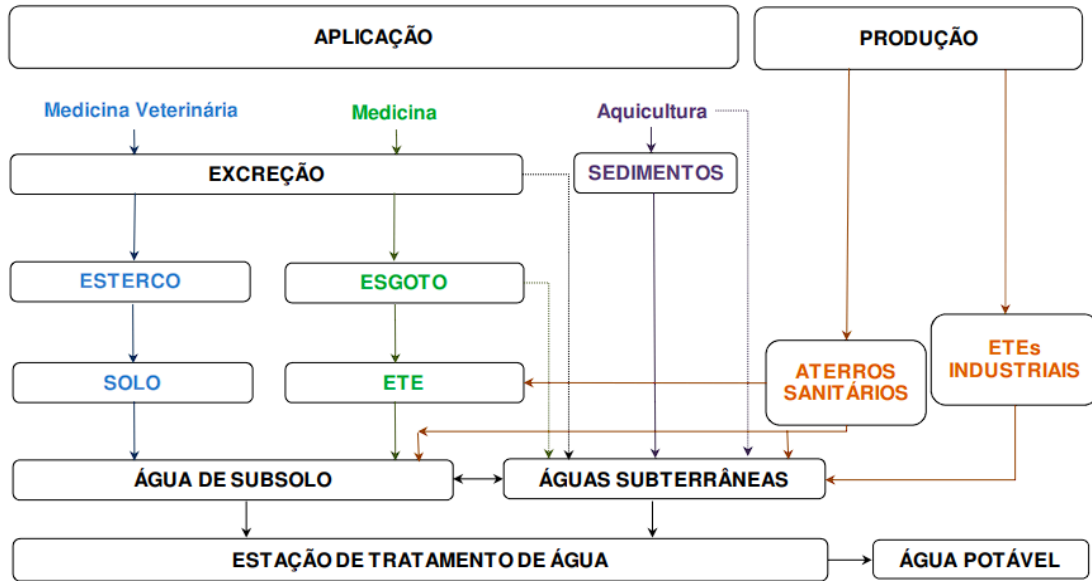 APLICAÇÃO
PRODUÇÃO
Medicina Veterinária
Medicina
Aquicultura
EXCREÇÃO
SEDIMENTOS
ESTERCO
ESGOTO
SOLO
ETE
ATERROS
SANITÁRIOS
ETEs
INDUSTRIAIS
ÁGUA DE SUBSOLO
ÁGUAS SUBTERRÂNEAS
ESTAÇÃO DE TRATAMENTO DE ÁGUA
ÁGUA POTÁVEL